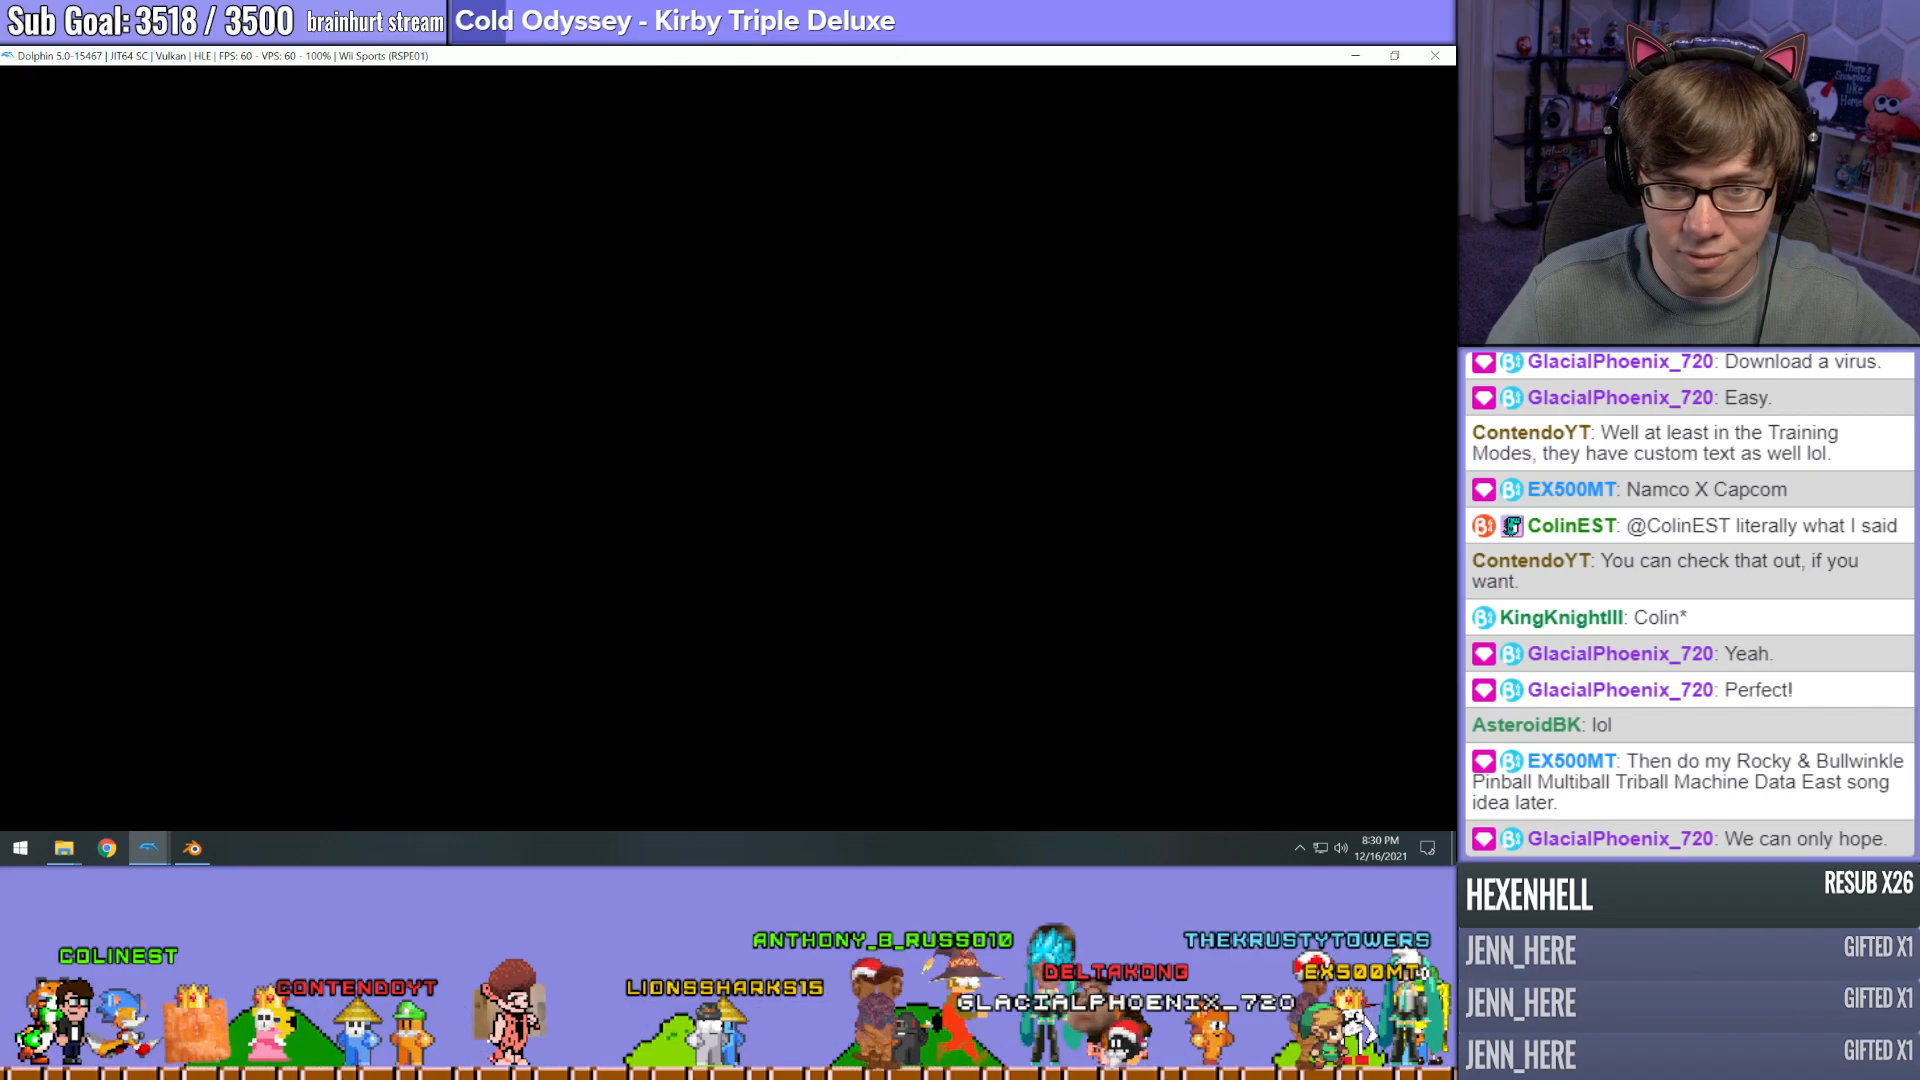 Sub Goal: 3518 / 3500 brainhurt stream
Cold Odyssey - Kirby Triple Deluxe
Dolphin 5.0-15467 | JIT64 SC | Vulkan | HLE | FPS: 60 - VPS: 60 - 100% | Wii Sports (RSPE01)
There's
Snowplace
like
Home
GlacialPhoenix_720: Download a virus.
GlacialPhoenix_720: Easy.
ContendoYT: Well at least in the Training
Modes, they have custom text as well lol.
EX500MT: Namco X Capcom
ColinEST: @ColinEST literally what I said
ContendoYT: You can check that out, if you
want.
KingKnightIII: Colin*
GlacialPhoenix_720: Yeah.
GlacialPhoenix_720: Perfect!
AsteroidBK: lol
EX500MT: Then do my Rocky & Bullwinkle
Pinball Multiball Triball Machine Data East song
idea later.
GlacialPhoenix_720: We can only hope.
8:30 PM
12/16/2021
HEXENHELL RESUB X26
JENN_HERE GIFTED X1
JENN_HERE GIFTED X1
JENN_HERE GIFTED X1
COLINEST
CONTENDOYT
LIONSSHARKS15
ANTHONY_B_RUSSO10
DELTAKONG
GLACIALPHOENIX_720
THEKRUSTYTOWERS
EX500MT